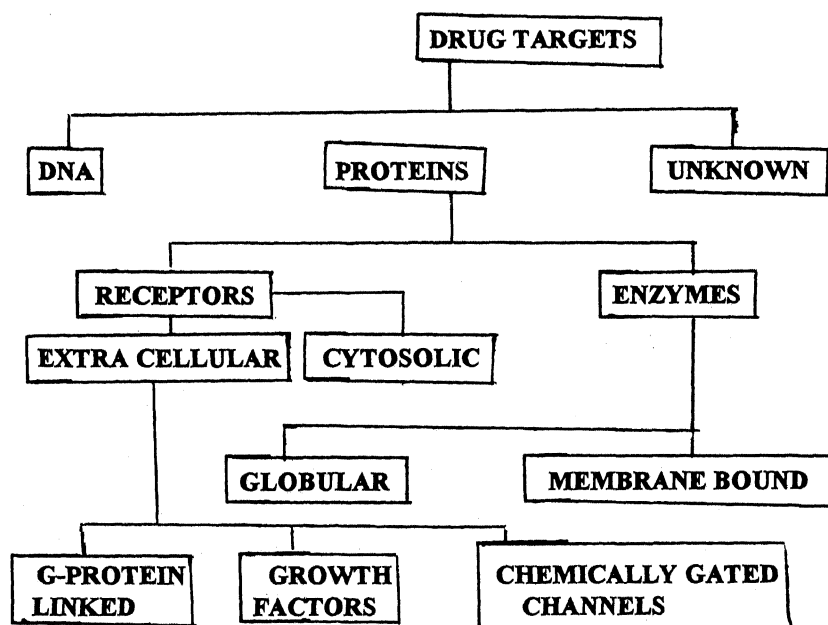 DRUG TARGETS
DNA
PROTEINS
UNKNOWN
RECEPTORS
ENZYMES
EXTRA CELLULAR
CYTOSOLIC
GLOBULAR
MEMBRANE BOUND
G-PROTEIN
LINKED
GROWTH
FACTORS
CHEMICALLY GATED
CHANNELS